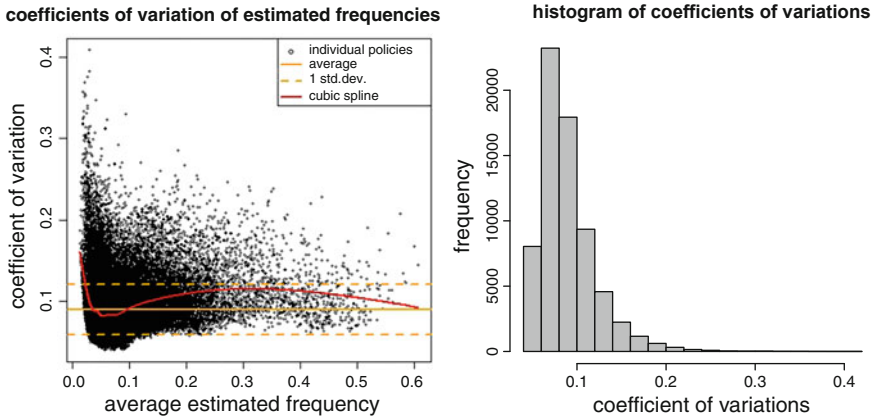 coefficients of variation of estimated frequencies
individual policies
average
1 std.dev.
cubic spline
coefficient of variation
0.4
0.3
0.2
0.1
0.0 0.1 0.2 0.3 0.4 0.5 0.6
average estimated frequency
histogram of coefficients of variations
frequency
20000
15000
10000
5000
0
0.1 0.2 0.3 0.4
coefficient of variations